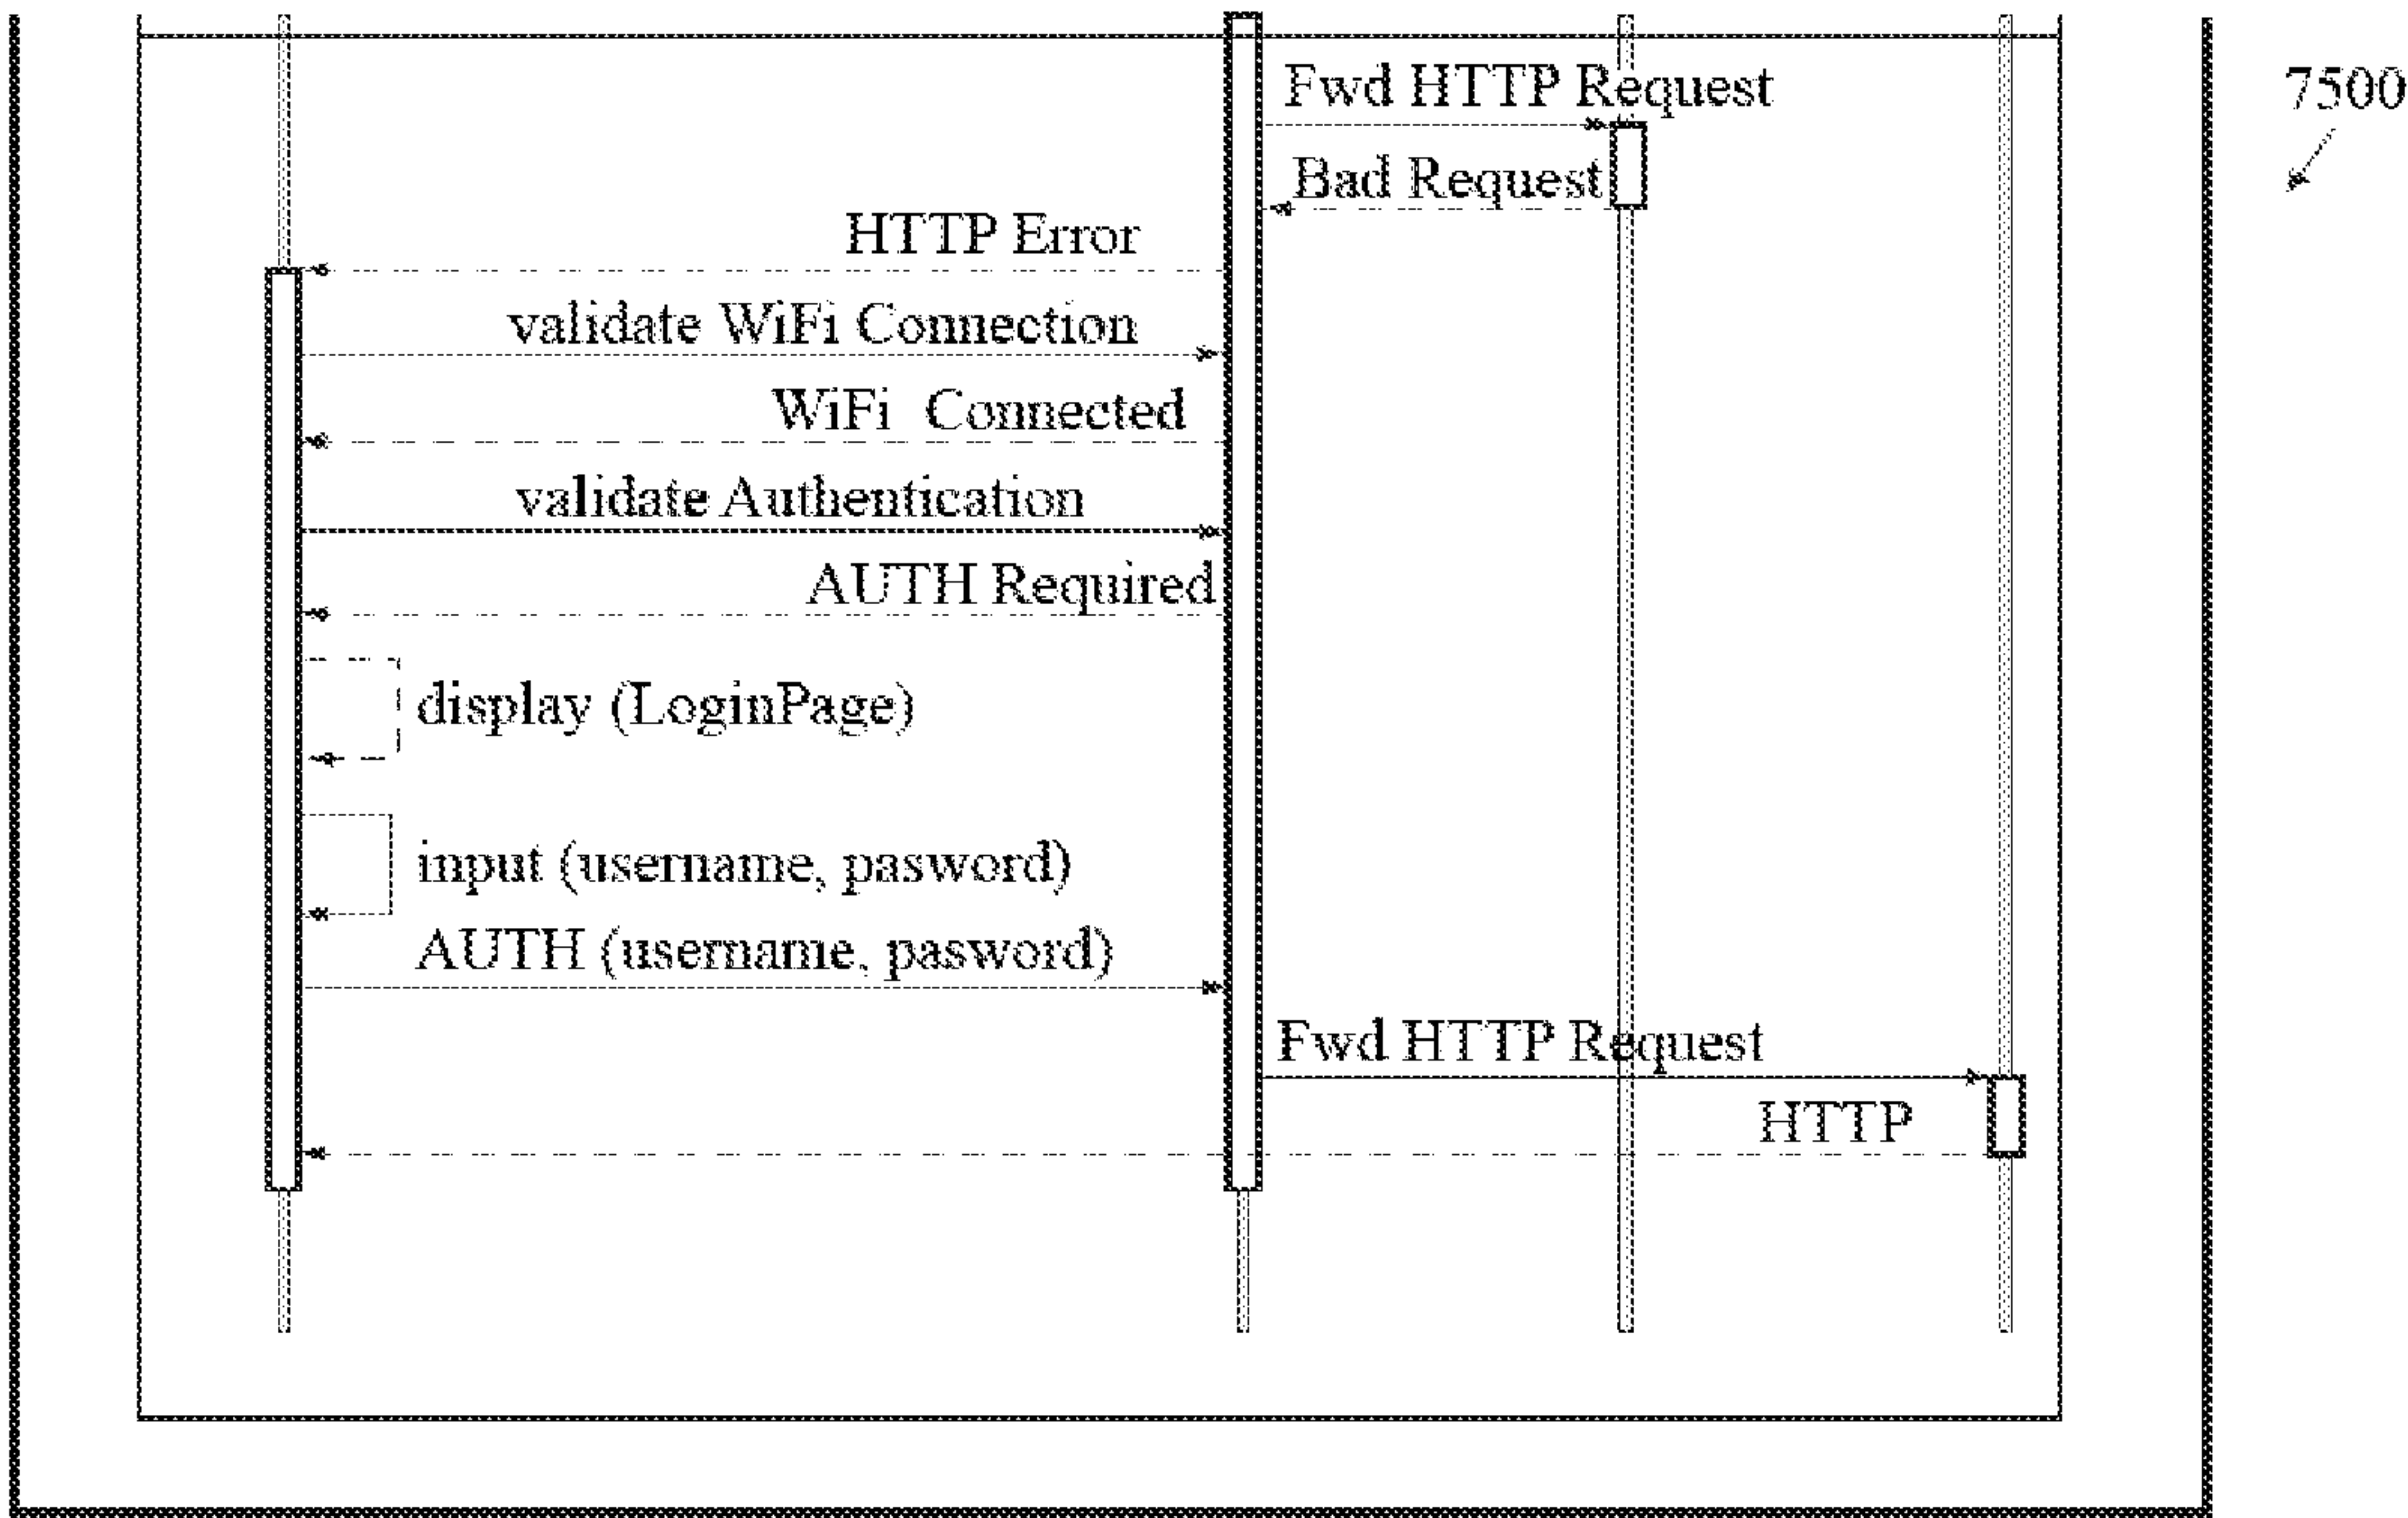 Fwd HTTP Request
7500
Bad Request
HTTP Error
validate WiFi Connection
WiFi Connected
validate Authentication
AUTH Required
display (LoginPage)
input (username, pasword)
AUTH (username, pasword)
Fwd HTTP Request
HTTP